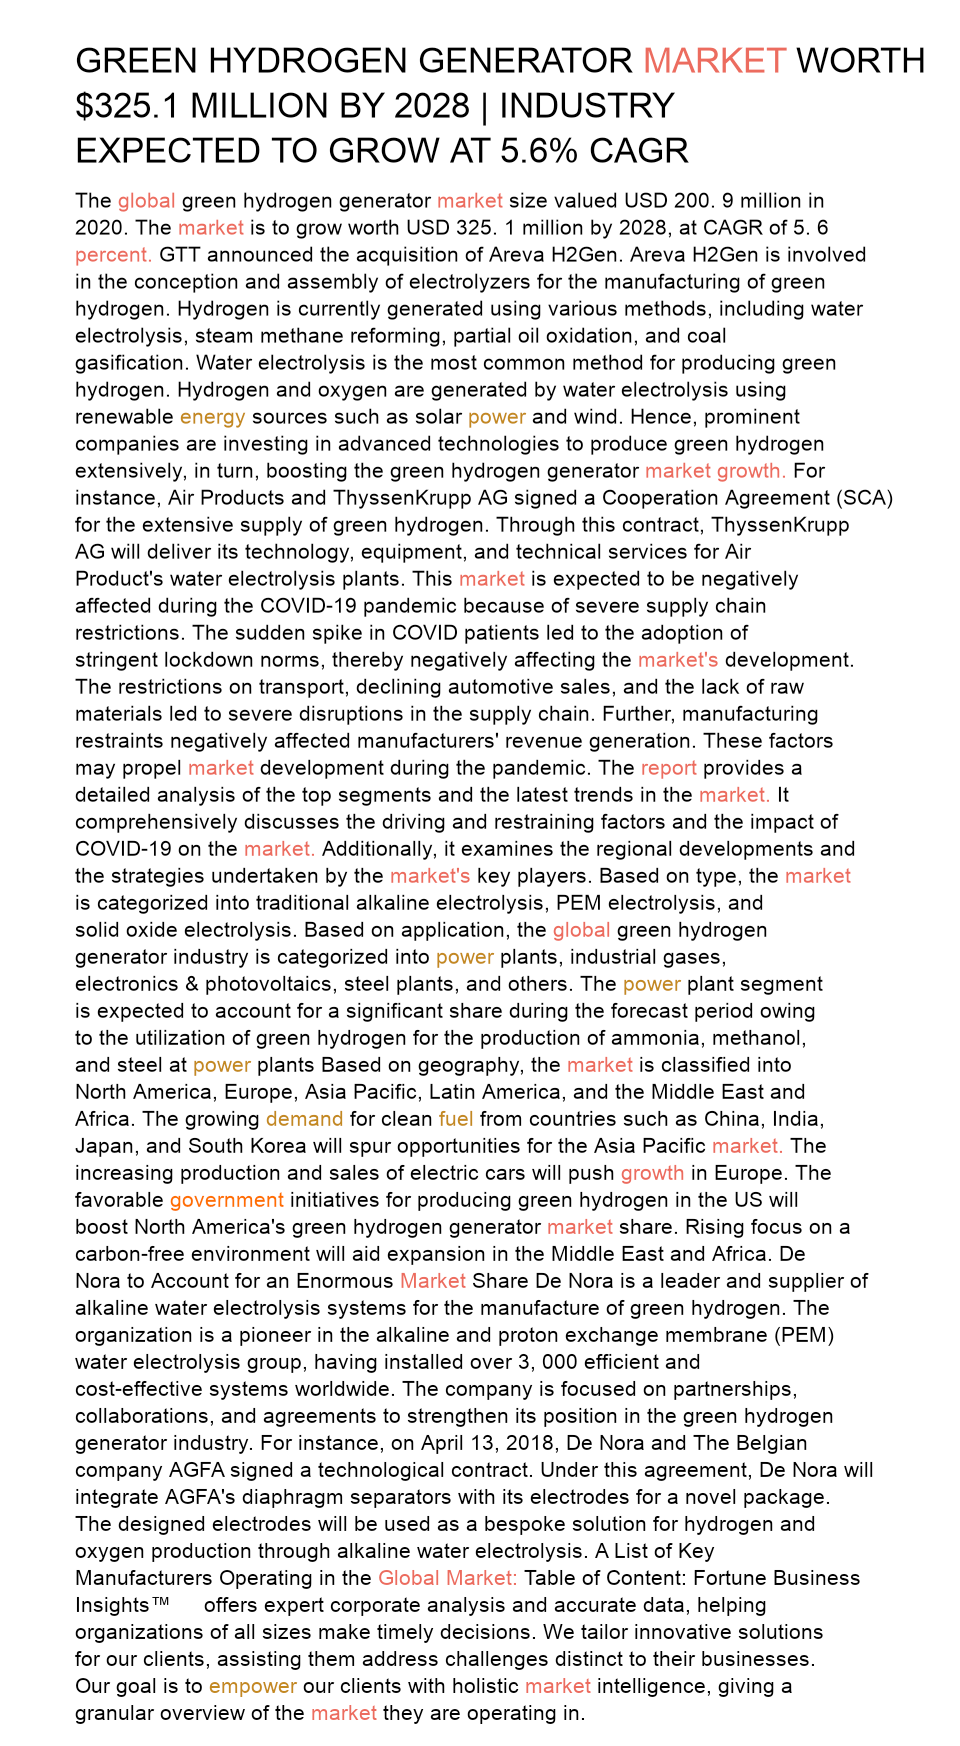 GREEN HYDROGEN GENERATOR MARKET WORTH
$325.1 MILLION BY 2028 | INDUSTRY
EXPECTED TO GROW AT 5.6% CAGR
The global green hydrogen generator market size valued USD 200. 9 million in
2020. The market is to grow worth USD 325. 1 million by 2028, at CAGR of 5. 6
percent. GTT announced the acquisition of Areva H2Gen. Areva H2Gen is involved
in the conception and assembly of electrolyzers for the manufacturing of green
hydrogen. Hydrogen is currently generated using various methods, including water
electrolysis, steam methane reforming, partial oil oxidation, and coal
gasification. Water electrolysis is the most common method for producing green
hydrogen. Hydrogen and oxygen are generated by water electrolysis using
renewable energy sources such as solar power and wind. Hence, prominent
companies are investing in advanced technologies to produce green hydrogen
extensively, in turn, boosting the green hydrogen generator market growth. For
instance, Air Products and ThyssenKrupp AG signed a Cooperation Agreement (SCA)
for the extensive supply of green hydrogen. Through this contract, ThyssenKrupp
AG will deliver its technology, equipment, and technical services for Air
Product's water electrolysis plants. This market is expected to be negatively
affected during the COVID-19 pandemic because of severe supply chain
restrictions. The sudden spike in COVID patients led to the adoption of
stringent lockdown norms, thereby negatively affecting the market's development.
The restrictions on transport, declining automotive sales, and the lack of raw
materials led to severe disruptions in the supply chain. Further, manufacturing
restraints negatively affected manufacturers' revenue generation. These factors
may propel market development during the pandemic. The report provides a
detailed analysis of the top segments and the latest trends in the market. It
comprehensively discusses the driving and restraining factors and the impact of
COVID-19 on the market. Additionally, it examines the regional developments and
the strategies undertaken by the market's key players. Based on type, the market
is categorized into traditional alkaline electrolysis, PEM electrolysis, and
solid oxide electrolysis. Based on application, the global green hydrogen
generator industry is categorized into power plants, industrial gases,
electronics & photovoltaics, steel plants, and others. The power plant segment
is expected to account for a significant share during the forecast period owing
to the utilization of green hydrogen for the production of ammonia, methanol,
and steel at power plants Based on geography, the market is classified into
North America, Europe, Asia Pacific, Latin America, and the Middle East and
Africa. The growing demand for clean fuel from countries such as China, India,
Japan, and South Korea will spur opportunities for the Asia Pacific market. The
increasing production and sales of electric cars will push growth in Europe. The
favorable government initiatives for producing green hydrogen in the US will
boost North America's green hydrogen generator market share. Rising focus on a
carbon-free environment will aid expansion in the Middle East and Africa. De
Nora to Account for an Enormous Market Share De Nora is a leader and supplier of
alkaline water electrolysis systems for the manufacture of green hydrogen. The
organization is a pioneer in the alkaline and proton exchange membrane (PEM)
water electrolysis group, having installed over 3, 000 efficient and
cost-effective systems worldwide. The company is focused on partnerships,
collaborations, and agreements to strengthen its position in the green hydrogen
generator industry. For instance, on April 13, 2018, De Nora and The Belgian
company AGFA signed a technological contract. Under this agreement, De Nora will
integrate AGFA's diaphragm separators with its electrodes for a novel package.
The designed electrodes will be used as a bespoke solution for hydrogen and
oxygen production through alkaline water electrolysis. A List of Key
Manufacturers Operating in the Global Market: Table of Content: Fortune Business
Insights™ offers expert corporate analysis and accurate data, helping
organizations of all sizes make timely decisions. We tailor innovative solutions
for our clients, assisting them address challenges distinct to their businesses.
Our goal is to empower our clients with holistic market intelligence, giving a
granular overview of the market they are operating in.